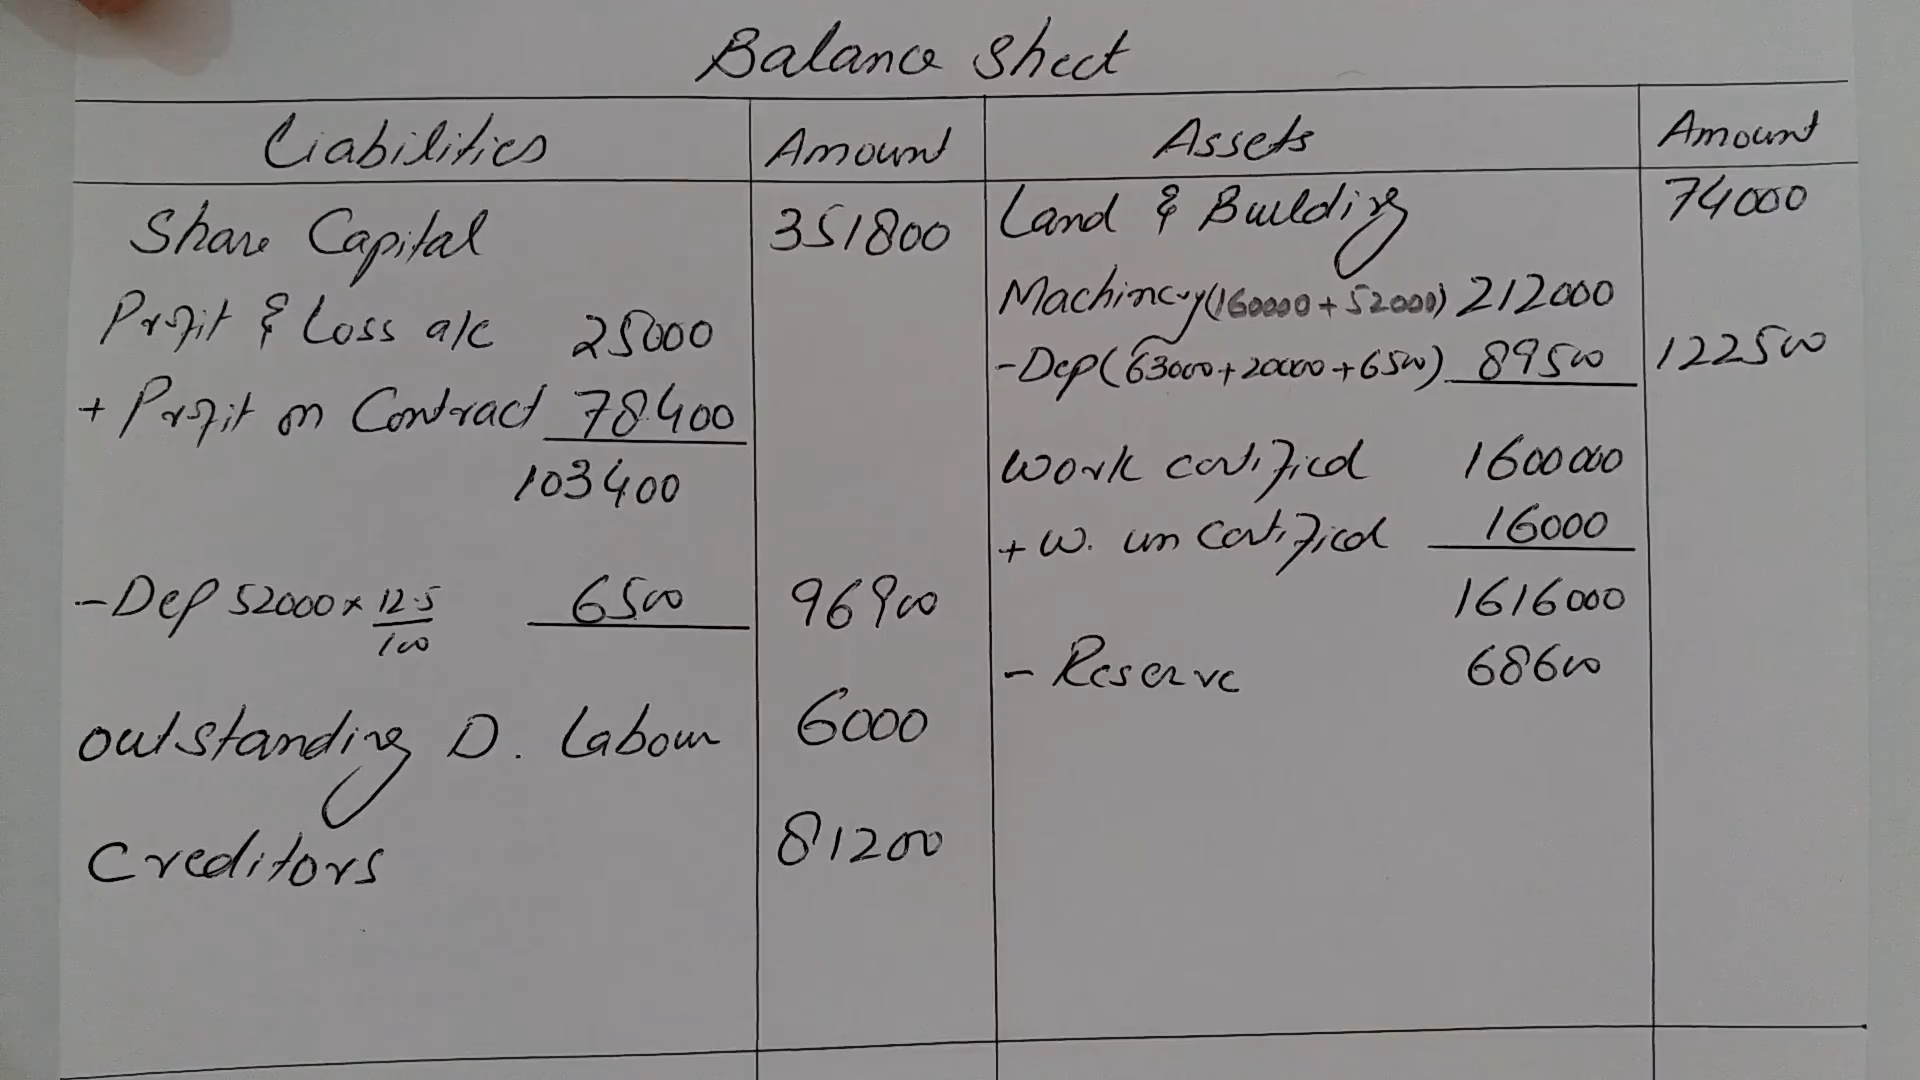 Balance Sheet
Liabilities Amount Assets Amount
Share Capital 351800 Land & Building 74000
Profit & Loss a/c 25000 Machinery (160000 + 52000) 212000
+ Profit on Contract 78400 - Dep (63000 + 20000 + 6500) 89500 122500
103400 Work certified 1600000
+ W. un certified 16000
- Dep 52000 × 12.5/100 6500 96900 1616000
- Reserve 68600
Outstanding D. Labour 6000
Creditors 81200